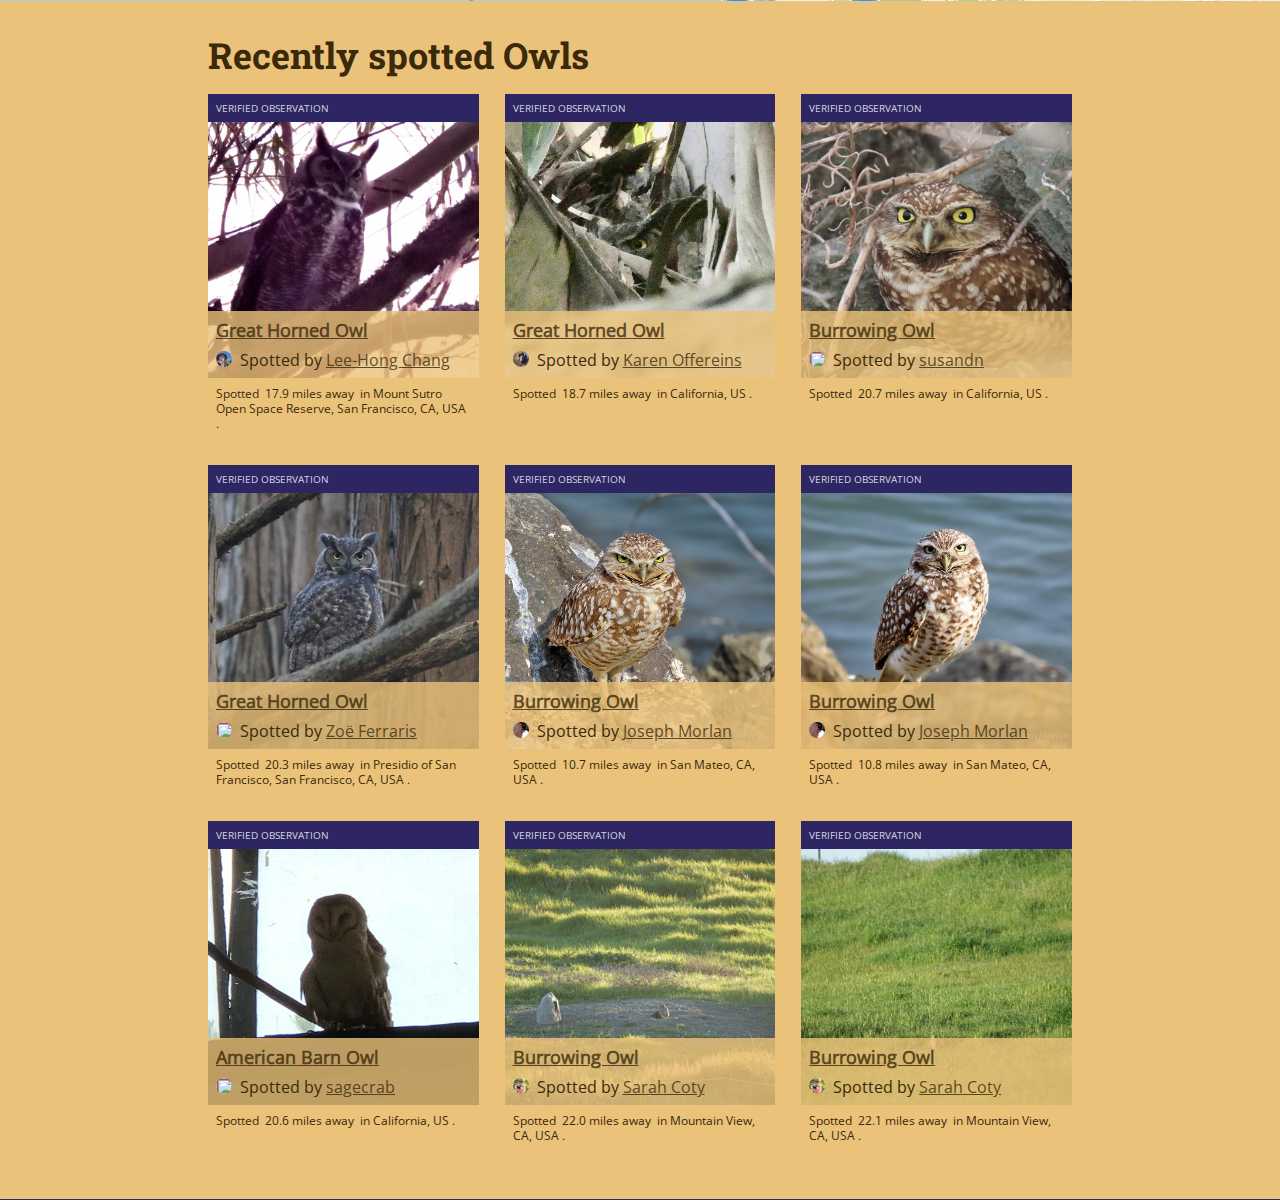 Recently spotted Owls
VERIFIED OBSERVATION
Great Horned Owl
Spotted by Lee-Hong Chang
Spotted 17.9 miles away in Mount Sutro
Open Space Reserve, San Francisco, CA, USA
.
VERIFIED OBSERVATION
Great Horned Owl
Spotted by Karen Offereins
Spotted 18.7 miles away in California, US .
VERIFIED OBSERVATION
Burrowing Owl
Spotted by susandn
Spotted 20.7 miles away in California, US .
VERIFIED OBSERVATION
Great Horned Owl
Spotted by Zoë Ferraris
Spotted 20.3 miles away in Presidio of San
Francisco, San Francisco, CA, USA .
VERIFIED OBSERVATION
Burrowing Owl
Spotted by Joseph Morlan
Spotted 10.7 miles away in San Mateo, CA,
USA .
VERIFIED OBSERVATION
Burrowing Owl
Spotted by Joseph Morlan
Spotted 10.8 miles away in San Mateo, CA,
USA .
VERIFIED OBSERVATION
American Barn Owl
Spotted by sagecrab
Spotted 20.6 miles away in California, US .
VERIFIED OBSERVATION
Burrowing Owl
Spotted by Sarah Coty
Spotted 22.0 miles away in Mountain View,
CA, USA .
VERIFIED OBSERVATION
Burrowing Owl
Spotted by Sarah Coty
Spotted 22.1 miles away in Mountain View,
CA, USA .